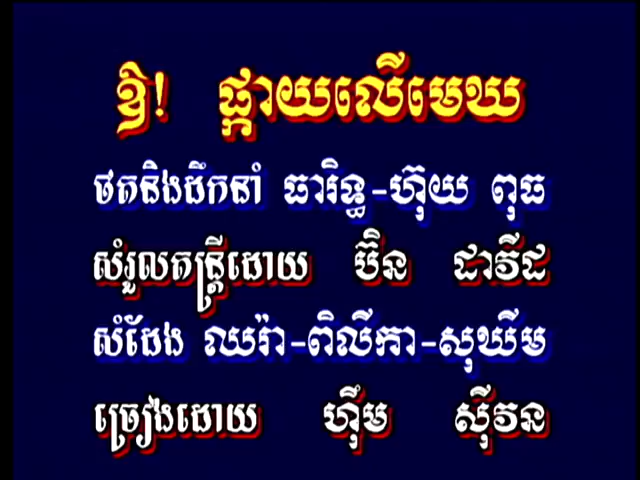 ឱ! ផ្កាយលើមេឃ
ថតនិងដឹកនាំ ធារិទ្ធ-ហ៊ុយ ពុធ
សំរួលតន្ត្រីដោយ ប៊ិន ដាវីដ
សំដែង ឈរ៉ា-ពិលីកា-សុឃីម
ច្រៀងដោយ ហ៊ឹម ស៊ីវន